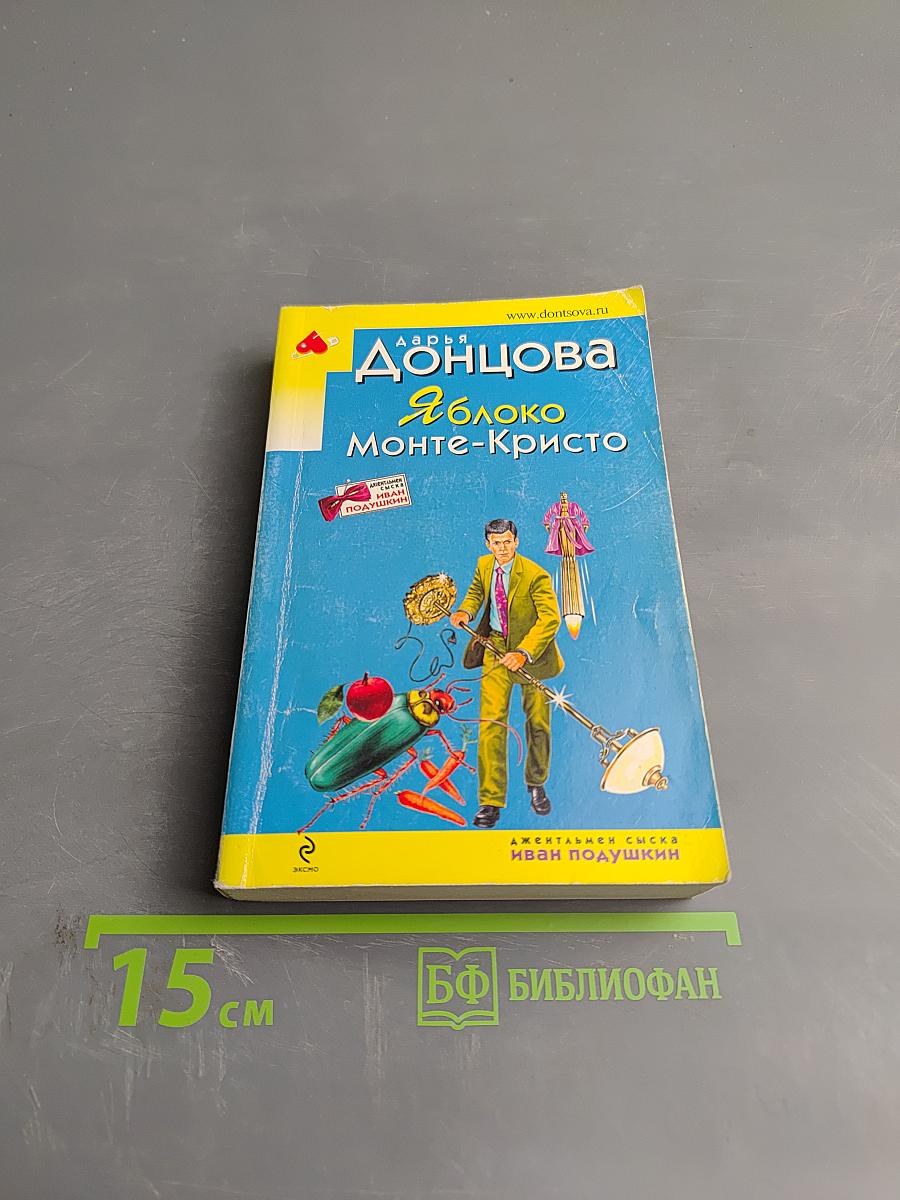 www.dontsova.ru
дарья
Донцова
Яблоко
Монте-Кристо
джентльмен
сыска
ИВАН
ПОДУШКИН
эксмо
джентльмен сыска
иван подушкин
15 см
БФ БИБЛИОФАН